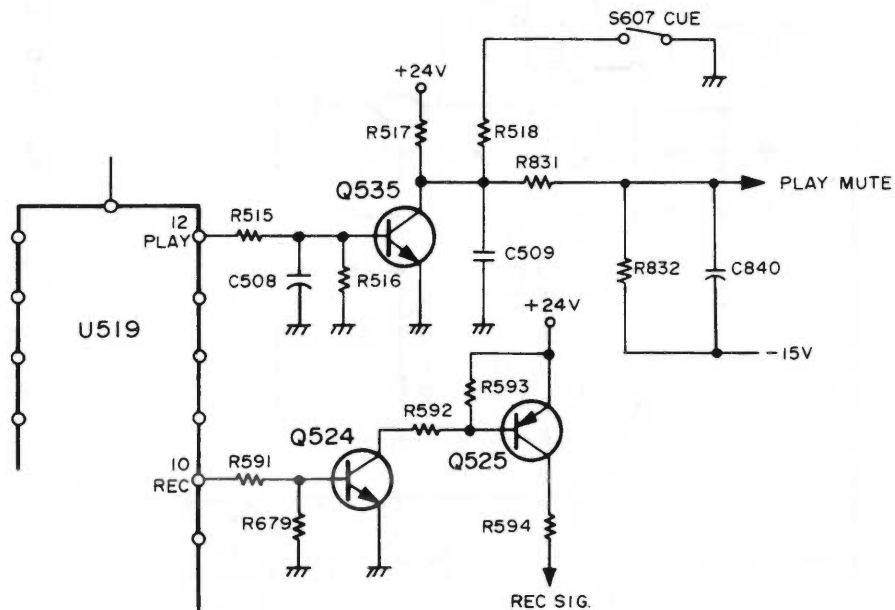 S607 CUE
+24V
R517
R518
R831
Q535
PLAY MUTE
12
PLAY
R515
C508
R516
C509
R832
C840
U519
+24V
-15V
R593
R592
Q524
Q525
10
REC
R591
R679
R594
REC SIG.